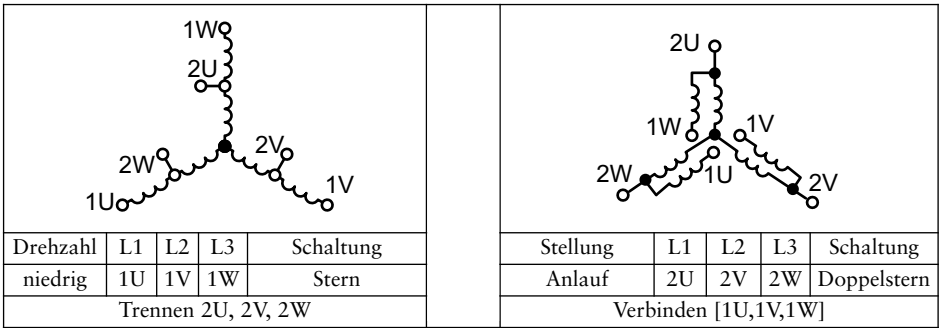 1W
2U
2W
2V
1U
1V
Drehzahl L1 L2 L3 Schaltung
niedrig 1U 1V 1W Stern
Trennen 2U, 2V, 2W
2U
1W
1V
2W
1U
2V
Stellung L1 L2 L3 Schaltung
Anlauf 2U 2V 2W Doppelstern
Verbinden [1U,1V,1W]